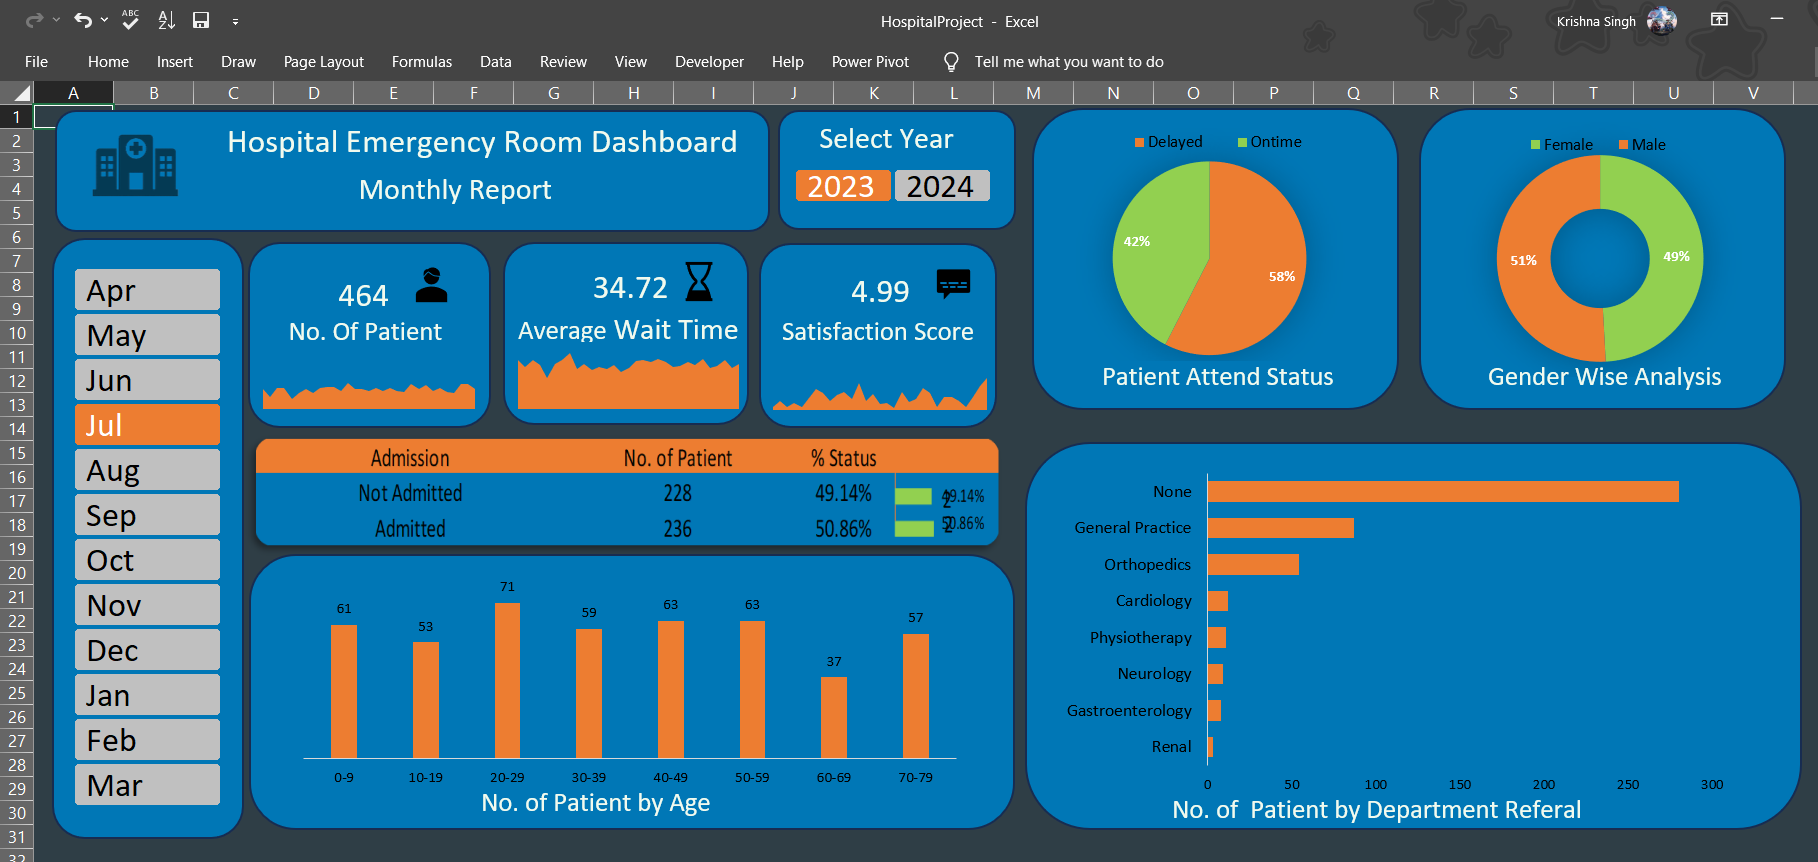 ABC
HospitalProject - Excel
Krishna Singh
File Home Insert Draw Page Layout Formulas Data Review View Developer Help Power Pivot Tell me what you want to do
A B C D E F G H I J K L M N O P Q R S T U V
1
2
3
4
5
6
7
8
9
10
11
12
13
14
15
16
17
18
19
20
21
22
23
24
25
26
27
28
29
30
31
32
Hospital Emergency Room Dashboard
Monthly Report
Select Year
2023 2024
Apr
May
Jun
Jul
Aug
Sep
Oct
Nov
Dec
Jan
Feb
Mar
464
No. Of Patient
34.72
Average Wait Time
4.99
Satisfaction Score
Delayed Ontime
42%
58%
Patient Attend Status
Female Male
51% 49%
Gender Wise Analysis
Admission No. of Patient % Status
Not Admitted 228 49.14% 49.14%
Admitted 236 50.86% 50.86%
61 53 71 59 63 63 37 57
0-9 10-19 20-29 30-39 40-49 50-59 60-69 70-79
No. of Patient by Age
None
General Practice
Orthopedics
Cardiology
Physiotherapy
Neurology
Gastroenterology
Renal
0 50 100 150 200 250 300
No. of  Patient by Department Referal